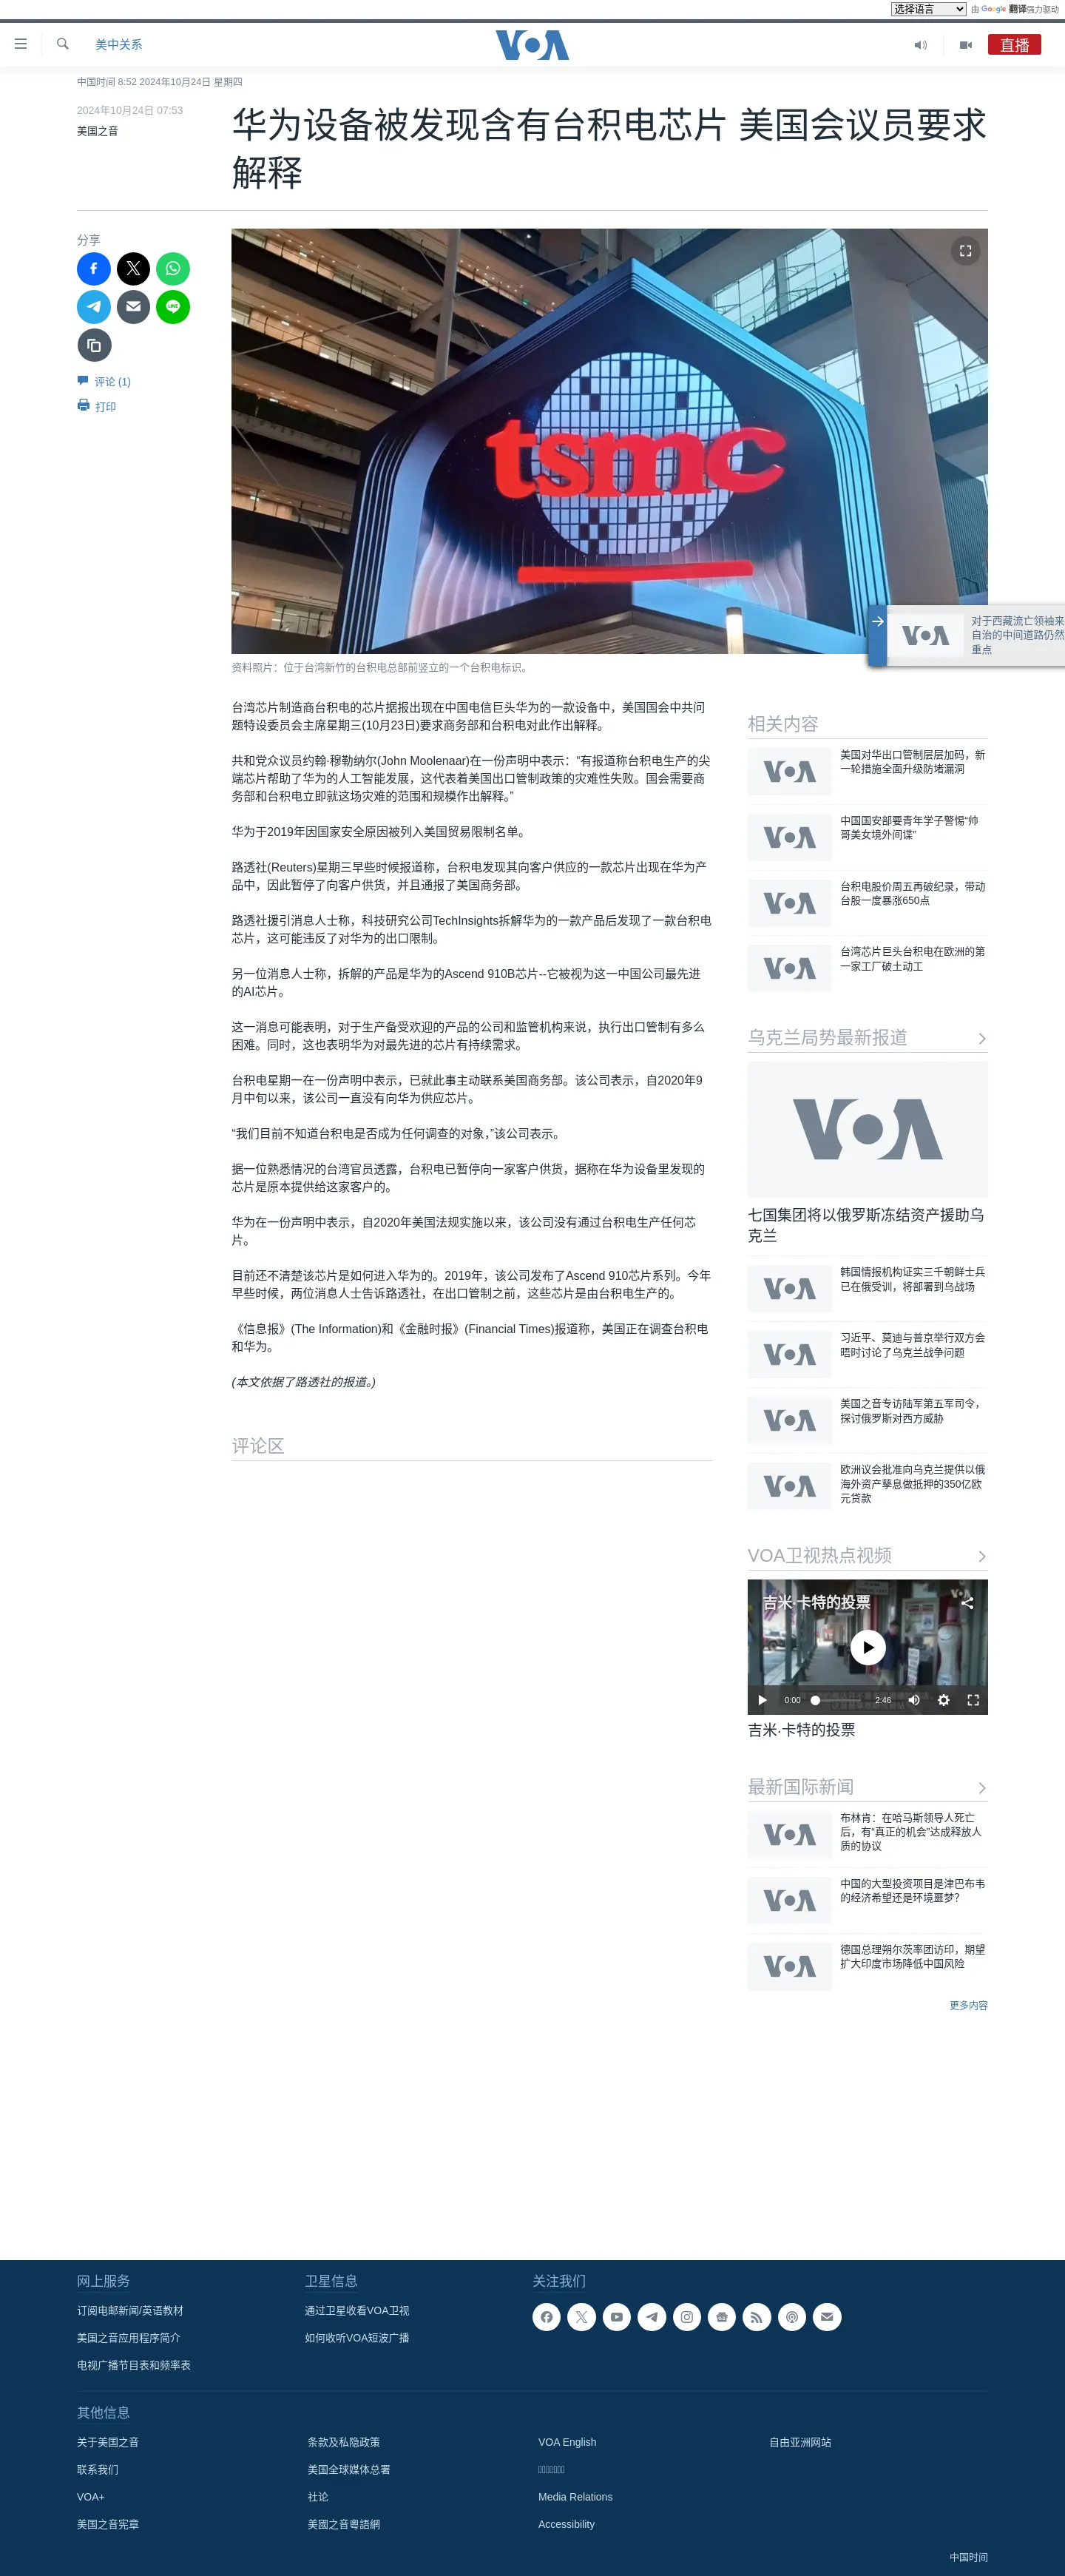 选择语言
由 Google 翻译强力驱动
美中关系
VOA
直播
中国时间 8:52 2024年10月24日 星期四
2024年10月24日 07:53
美国之音
华为设备被发现含有台积电芯片 美国会议员要求
解释
分享
LINE
评论 (1)
打印
tsmc
资料照片：位于台湾新竹的台积电总部前竖立的一个台积电标识。
VOA
对于西藏流亡领袖来
自治的中间道路仍然
重点
台湾芯片制造商台积电的芯片据报出现在中国电信巨头华为的一款设备中，美国国会中共问
题特设委员会主席星期三(10月23日)要求商务部和台积电对此作出解释。
共和党众议员约翰·穆勒纳尔(John Moolenaar)在一份声明中表示：“有报道称台积电生产的尖
端芯片帮助了华为的人工智能发展，这代表着美国出口管制政策的灾难性失败。国会需要商
务部和台积电立即就这场灾难的范围和规模作出解释。”
华为于2019年因国家安全原因被列入美国贸易限制名单。
路透社(Reuters)星期三早些时候报道称，台积电发现其向客户供应的一款芯片出现在华为产
品中，因此暂停了向客户供货，并且通报了美国商务部。
路透社援引消息人士称，科技研究公司TechInsights拆解华为的一款产品后发现了一款台积电
芯片，这可能违反了对华为的出口限制。
另一位消息人士称，拆解的产品是华为的Ascend 910B芯片--它被视为这一中国公司最先进
的AI芯片。
这一消息可能表明，对于生产备受欢迎的产品的公司和监管机构来说，执行出口管制有多么
困难。同时，这也表明华为对最先进的芯片有持续需求。
台积电星期一在一份声明中表示，已就此事主动联系美国商务部。该公司表示，自2020年9
月中旬以来，该公司一直没有向华为供应芯片。
“我们目前不知道台积电是否成为任何调查的对象，”该公司表示。
据一位熟悉情况的台湾官员透露，台积电已暂停向一家客户供货，据称在华为设备里发现的
芯片是原本提供给这家客户的。
华为在一份声明中表示，自2020年美国法规实施以来，该公司没有通过台积电生产任何芯
片。
目前还不清楚该芯片是如何进入华为的。2019年，该公司发布了Ascend 910芯片系列。今年
早些时候，两位消息人士告诉路透社，在出口管制之前，这些芯片是由台积电生产的。
《信息报》(The Information)和《金融时报》(Financial Times)报道称，美国正在调查台积电
和华为。
(本文依据了路透社的报道。)
评论区
相关内容
VOA
美国对华出口管制层层加码，新
一轮措施全面升级防堵漏洞
VOA
中国国安部要青年学子警惕“帅
哥美女境外间谍”
VOA
台积电股价周五再破纪录，带动
台股一度暴涨650点
VOA
台湾芯片巨头台积电在欧洲的第
一家工厂破土动工
乌克兰局势最新报道
VOA
七国集团将以俄罗斯冻结资产援助乌
克兰
VOA
韩国情报机构证实三千朝鲜士兵
已在俄受训，将部署到乌战场
VOA
习近平、莫迪与普京举行双方会
晤时讨论了乌克兰战争问题
VOA
美国之音专访陆军第五军司令，
探讨俄罗斯对西方威胁
VOA
欧洲议会批准向乌克兰提供以俄
海外资产孳息做抵押的350亿欧
元贷款
VOA卫视热点视频
吉米·卡特的投票
VOA
0:00
2:46
吉米·卡特的投票
最新国际新闻
VOA
布林肯：在哈马斯领导人死亡
后，有“真正的机会”达成释放人
质的协议
VOA
中国的大型投资项目是津巴布韦
的经济希望还是环境噩梦？
VOA
德国总理朔尔茨率团访印，期望
扩大印度市场降低中国风险
更多内容
网上服务
订阅电邮新闻/英语教材
美国之音应用程序简介
电视广播节目表和频率表
卫星信息
通过卫星收看VOA卫视
如何收听VOA短波广播
关注我们
其他信息
关于美国之音
条款及私隐政策
VOA English
自由亚洲网站
联系我们
美国全球媒体总署
VOA+
社论
Media Relations
美国之音宪章
美國之音粵語網
Accessibility
中国时间